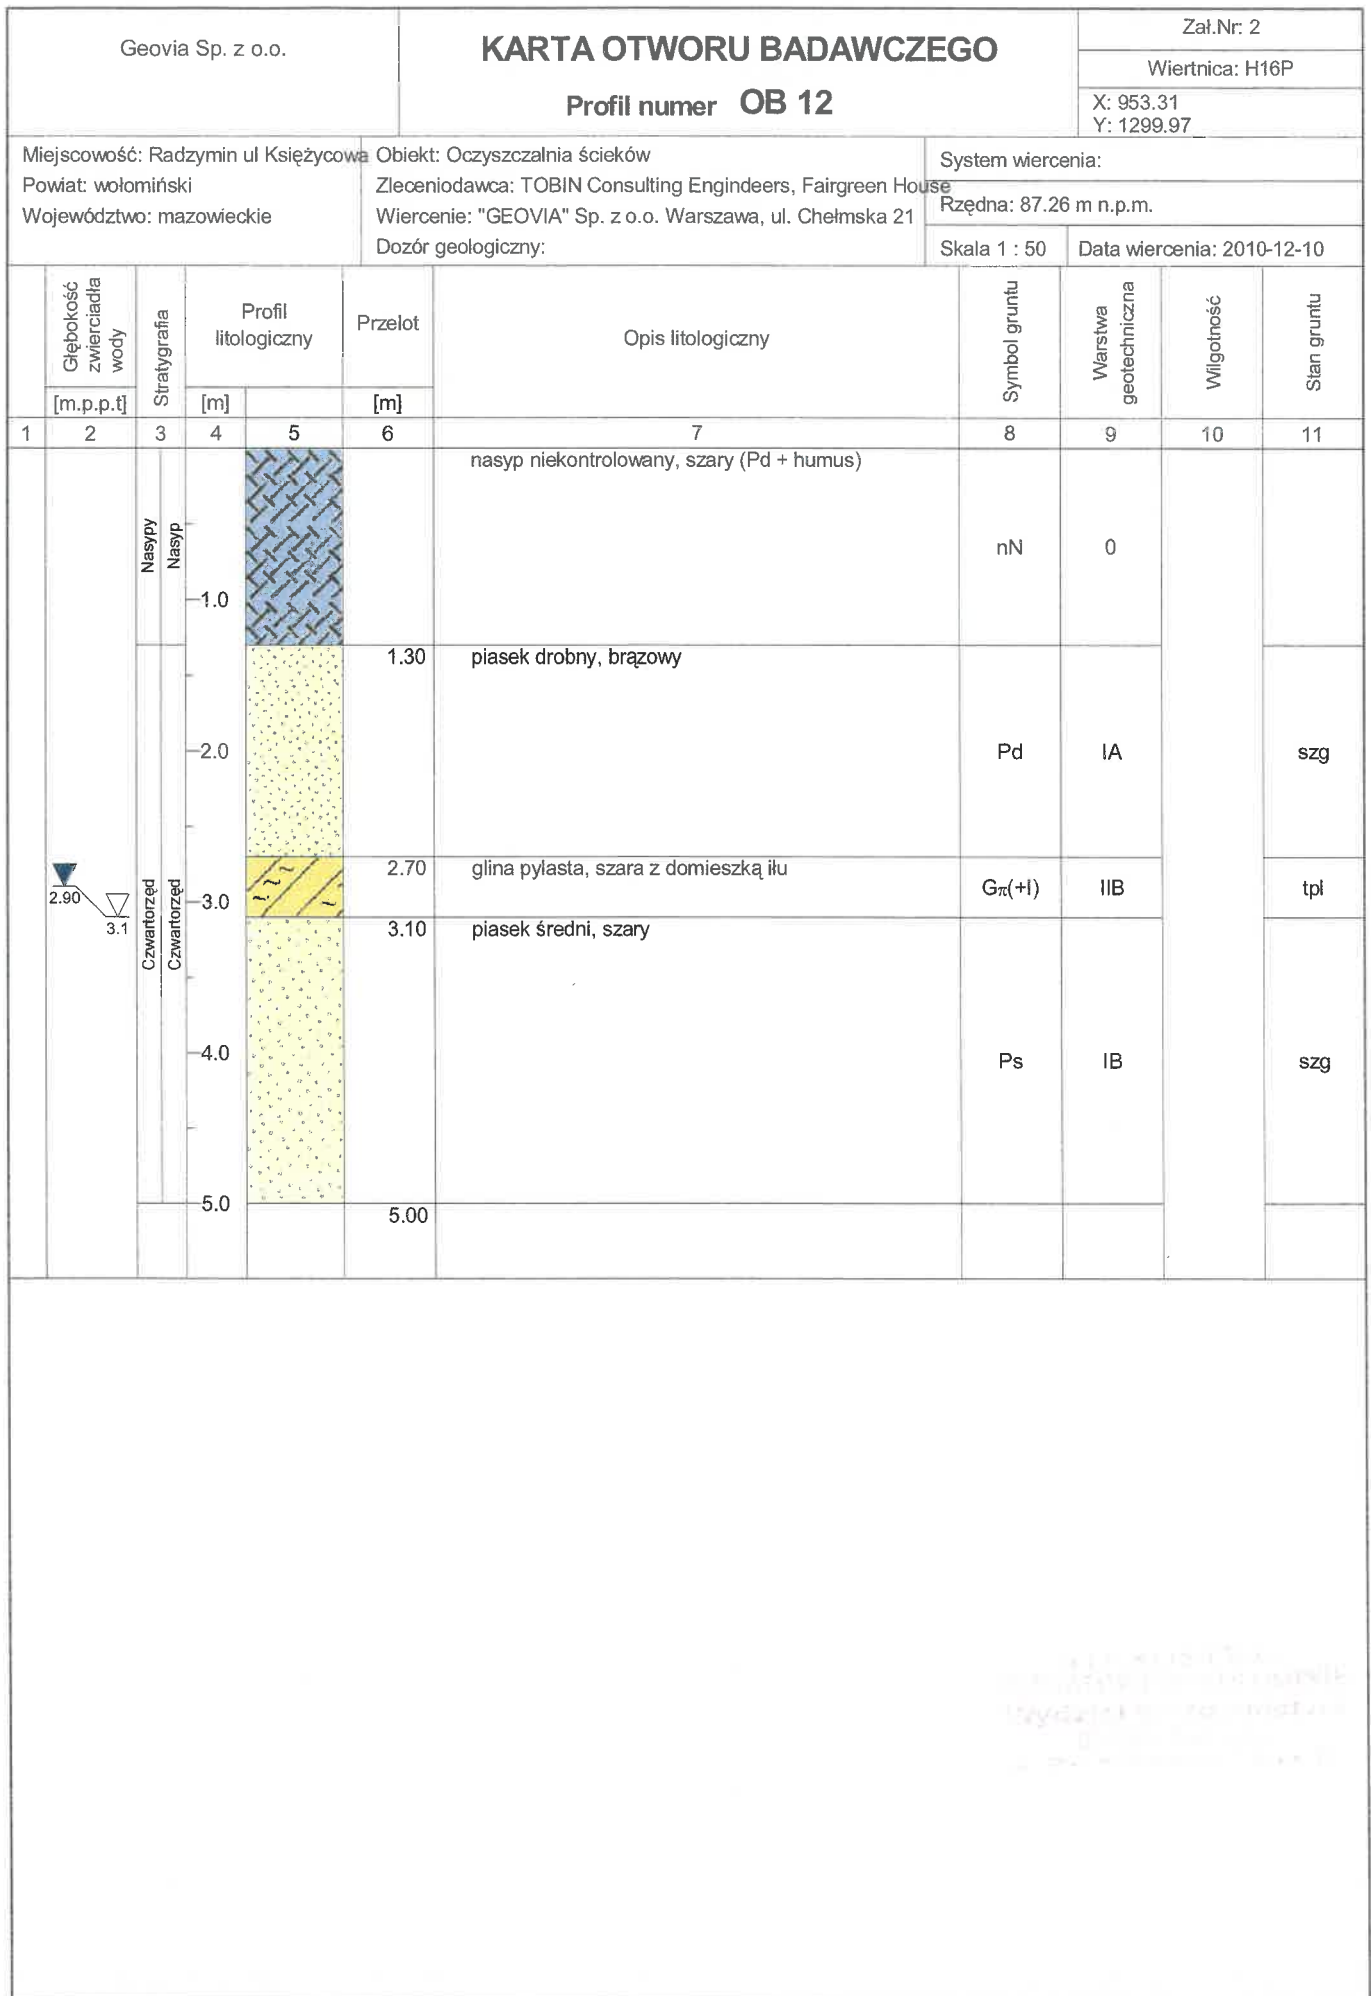 Geovia Sp. z o.o.
KARTA OTWORU BADAWCZEGO
Profil numer OB 12
Zał.Nr: 2
Wiertnica: H16P
X: 953.31
Y: 1299.97
Miejscowość: Radzymin ul Księżycowa
Powiat: wołomiński
Województwo: mazowieckie
Obiekt: Oczyszczalnia ścieków
Zleceniodawca: TOBIN Consulting Engindeers, Fairgreen House
Wiercenie: "GEOVIA" Sp. z o.o. Warszawa, ul. Chełmska 21
Dozór geologiczny:
System wiercenia:
Rzędna: 87.26 m n.p.m.
Skala 1 : 50
Data wiercenia: 2010-12-10
Głębokość
zwierciadła
wody
[m.p.p.t]
Stratygrafia
Profil
litologiczny
[m]
Przelot
[m]
Opis litologiczny
Symbol gruntu
Warstwa
geotechniczna
Wilgotność
Stan gruntu
1 2 3 4 5 6 7 8 9 10 11
nasyp niekontrolowany, szary (Pd + humus)
Nasypy
Nasyp
nN 0
1.0
1.30 piasek drobny, brązowy
2.0
Pd IA szg
2.70 glina pylasta, szara z domieszką iłu
Gπ(+I) IIB tpl
2.90
3.0
3.1
Czwartorzęd
Czwartorzęd
3.10 piasek średni, szary
4.0
Ps IB szg
5.0
5.00